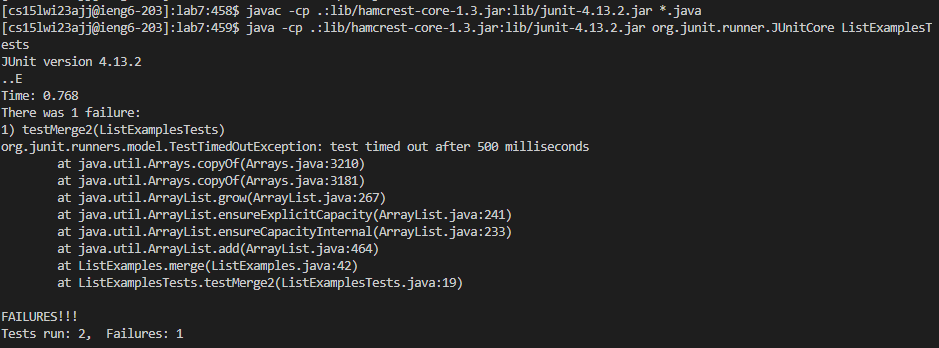 [cs15lwi23ajj@ieng6-203]:lab7:458$ javac -cp .:lib/hamcrest-core-1.3.jar:lib/junit-4.13.2.jar *.java
[cs15lwi23ajj@ieng6-203]:lab7:459$ java -cp .:lib/hamcrest-core-1.3.jar:lib/junit-4.13.2.jar org.junit.runner.JUnitCore ListExamplesT
ests
JUnit version 4.13.2
..E
Time: 0.768
There was 1 failure:
1) testMerge2(ListExamplesTests)
org.junit.runners.model.TestTimedOutException: test timed out after 500 milliseconds
        at java.util.Arrays.copyOf(Arrays.java:3210)
        at java.util.Arrays.copyOf(Arrays.java:3181)
        at java.util.ArrayList.grow(ArrayList.java:267)
        at java.util.ArrayList.ensureExplicitCapacity(ArrayList.java:241)
        at java.util.ArrayList.ensureCapacityInternal(ArrayList.java:233)
        at java.util.ArrayList.add(ArrayList.java:464)
        at ListExamples.merge(ListExamples.java:42)
        at ListExamplesTests.testMerge2(ListExamplesTests.java:19)

FAILURES!!!
Tests run: 2,  Failures: 1